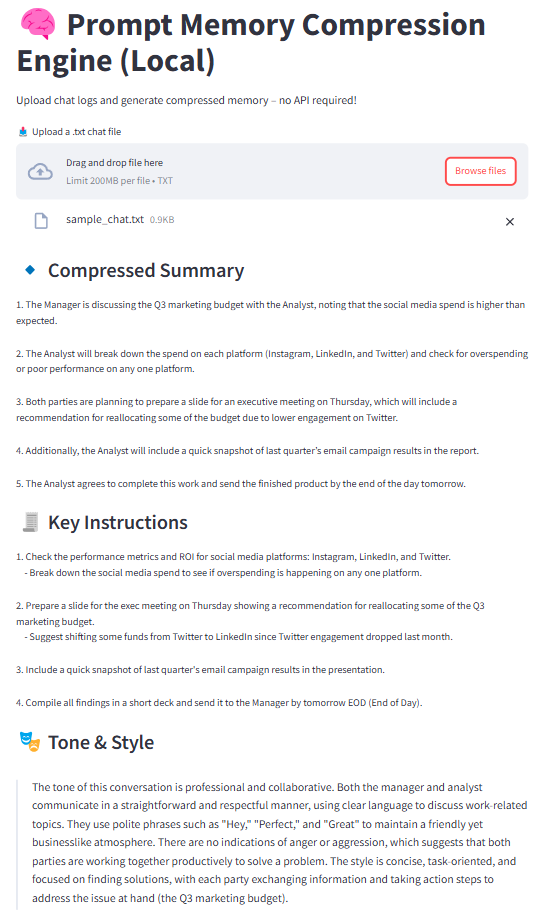 Prompt Memory Compression
Engine (Local)
Upload chat logs and generate compressed memory – no API required!
Upload a .txt chat file
Drag and drop file here
Limit 200MB per file • TXT
Browse files
sample_chat.txt 0.9KB
Compressed Summary
1. The Manager is discussing the Q3 marketing budget with the Analyst, noting that the social media spend is higher than
expected.
2. The Analyst will break down the spend on each platform (Instagram, LinkedIn, and Twitter) and check for overspending
or poor performance on any one platform.
3. Both parties are planning to prepare a slide for an executive meeting on Thursday, which will include a
recommendation for reallocating some of the budget due to lower engagement on Twitter.
4. Additionally, the Analyst will include a quick snapshot of last quarter's email campaign results in the report.
5. The Analyst agrees to complete this work and send the finished product by the end of the day tomorrow.
Key Instructions
1. Check the performance metrics and ROI for social media platforms: Instagram, LinkedIn, and Twitter.
- Break down the social media spend to see if overspending is happening on any one platform.
2. Prepare a slide for the exec meeting on Thursday showing a recommendation for reallocating some of the Q3
marketing budget.
- Suggest shifting some funds from Twitter to LinkedIn since Twitter engagement dropped last month.
3. Include a quick snapshot of last quarter's email campaign results in the presentation.
4. Compile all findings in a short deck and send it to the Manager by tomorrow EOD (End of Day).
Tone & Style
The tone of this conversation is professional and collaborative. Both the manager and analyst
communicate in a straightforward and respectful manner, using clear language to discuss work-related
topics. They use polite phrases such as "Hey," "Perfect," and "Great" to maintain a friendly yet
businesslike atmosphere. There are no indications of anger or aggression, which suggests that both
parties are working together productively to solve a problem. The style is concise, task-oriented, and
focused on finding solutions, with each party exchanging information and taking action steps to
address the issue at hand (the Q3 marketing budget).